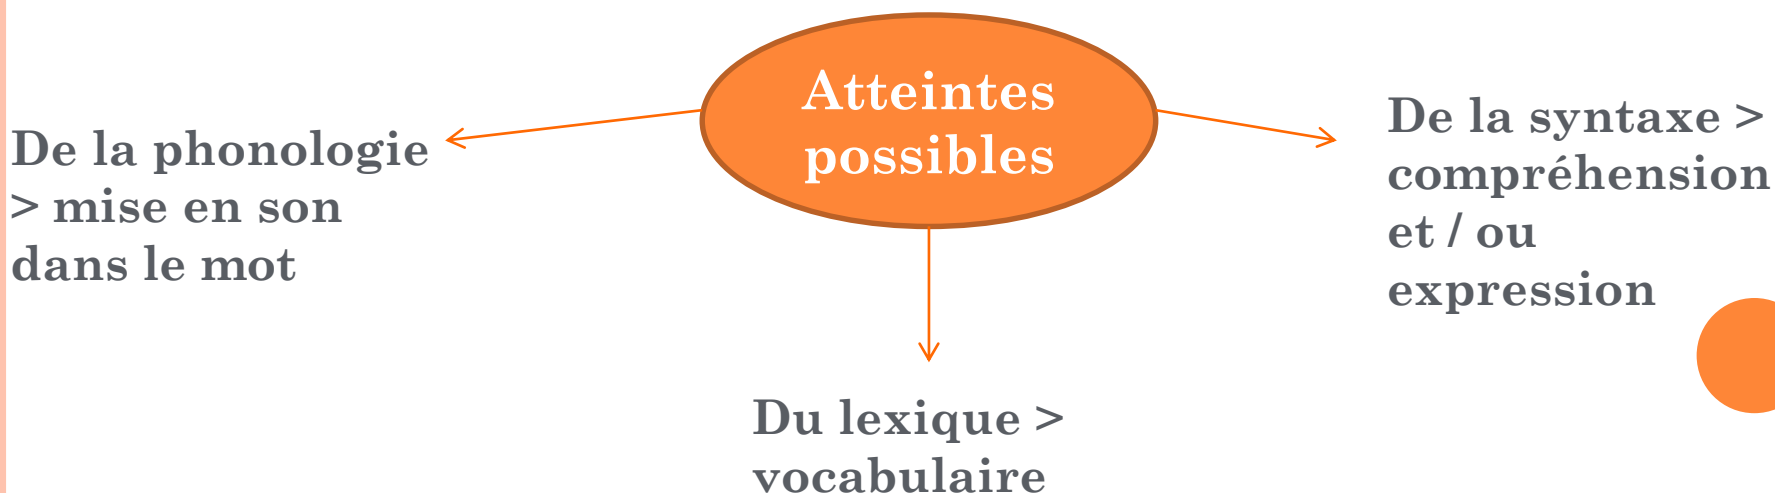 Atteintes
possibles
De la phonologie
> mise en son
dans le mot
De la syntaxe >
compréhension
et / ou
expression
Du lexique >
vocabulaire